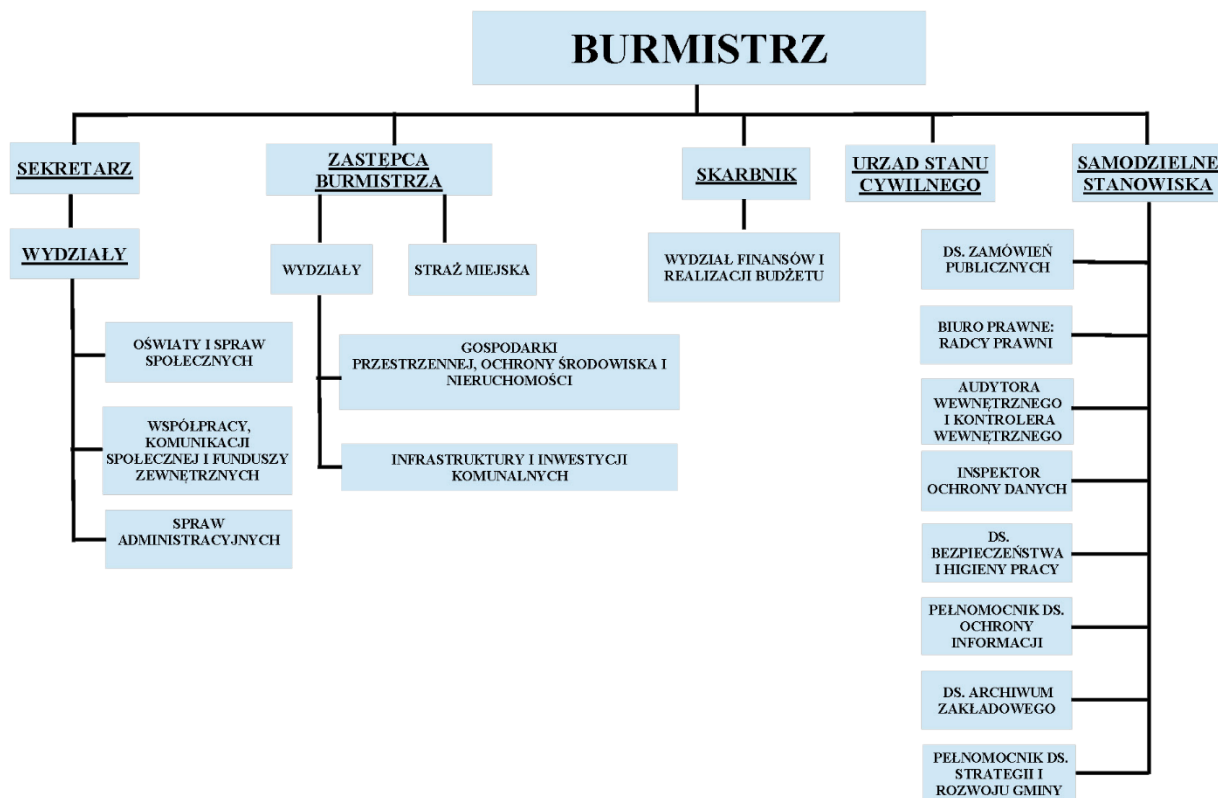 BURMISTRZ
SEKRETARZ
ZASTĘPCA
BURMISTRZA
SKARBNIK
URZAD STANU
CYWILNEGO
SAMODZIELNE
STANOWISKA
WYDZIAŁY
WYDZIAŁY
STRAŻ MIEJSKA
WYDZIAŁ FINANSÓW I
REALIZACJI BUDŻETU
OŚWIATY I SPRAW
SPOŁECZNYCH
WSPÓŁPRACY,
KOMUNIKACJI
SPOŁECZNEJ I FUNDUSZY
ZEWNĘTRZNYCH
SPRAW
ADMINISTRACYJNYCH
GOSPODARKI
PRZESTRZENNEJ, OCHRONY ŚRODOWISKA I
NIERUCHOMOŚCI
INFRASTRUKTURY I INWESTYCJI
KOMUNALNYCH
DS. ZAMÓWIEŃ
PUBLICZNYCH
BIURO PRAWNE:
RADCY PRAWNI
AUDYTORA
WEWNĘTRZNEGO
I KONTROLERA
WEWNĘTRZNEGO
INSPEKTOR
OCHRONY DANYCH
DS.
BEZPIECZEŃSTWA
I HIGIENY PRACY
PEŁNOMOCNIK DS.
OCHRONY
INFORMACJI
DS. ARCHIWUM
ZAKŁADOWEGO
PEŁNOMOCNIK DS.
STRATEGII I
ROZWOJU GMINY